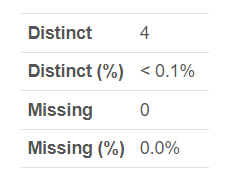 Distinct 4
Distinct (%) < 0.1%
Missing 0
Missing (%) 0.0%